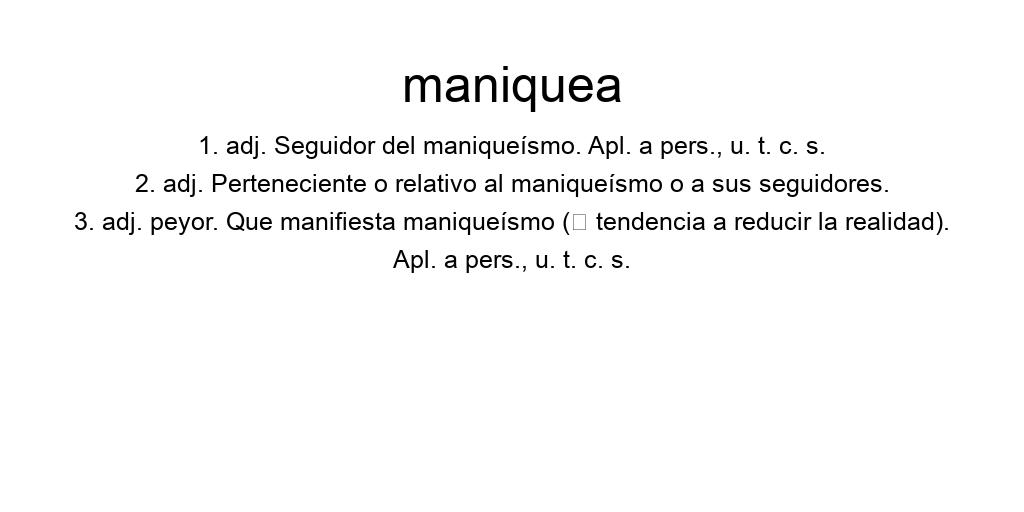 maniquea
1. adj. Seguidor del maniqueísmo. Apl. a pers., u. t. c. s.
2. adj. Perteneciente o relativo al maniqueísmo o a sus seguidores.
3. adj. peyor. Que manifiesta maniqueísmo (□ tendencia a reducir la realidad).
Apl. a pers., u. t. c. s.